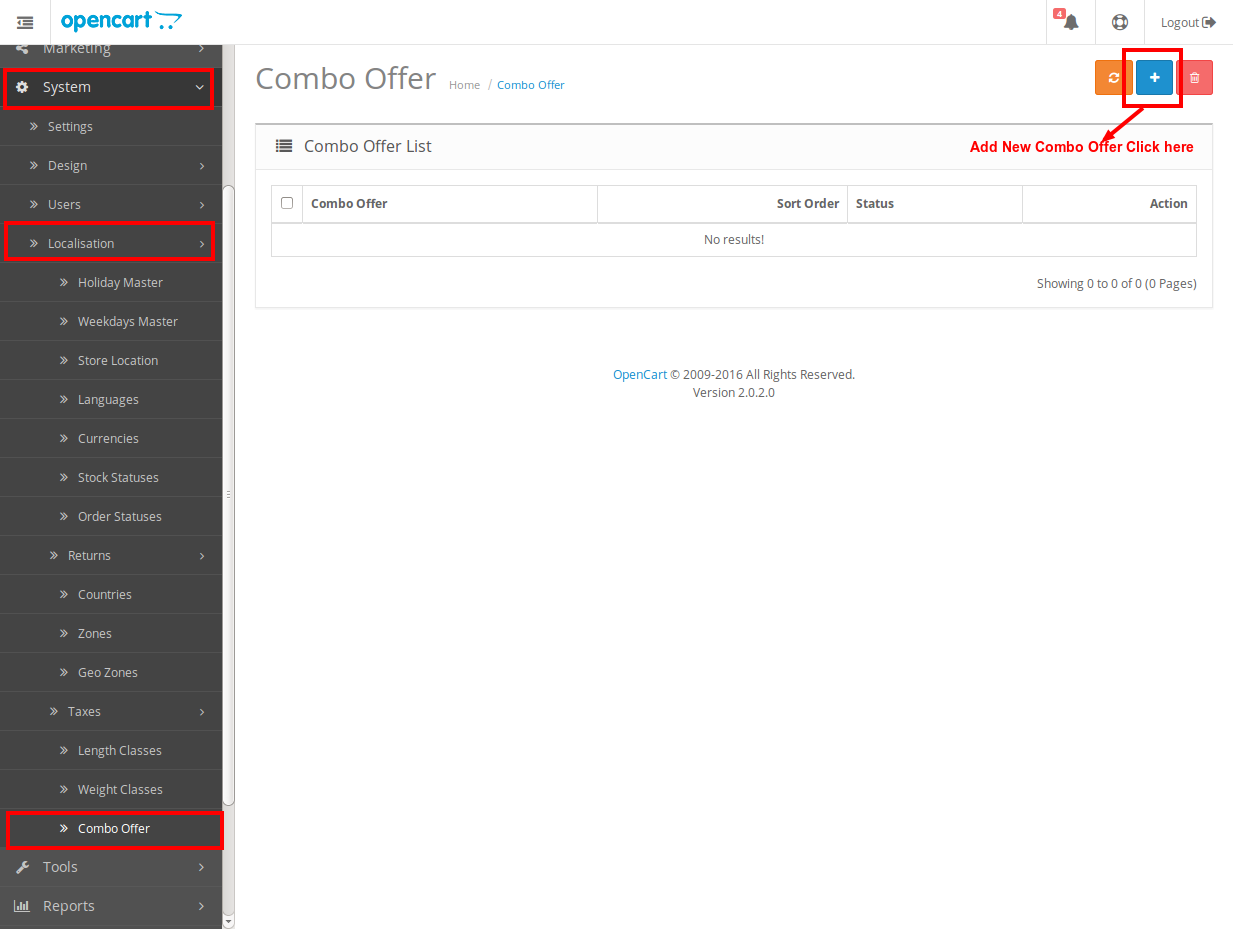 opencart
4
Logout
Marketing
System
Settings
Design
Users
Localisation
Holiday Master
Weekdays Master
Store Location
Languages
Currencies
Stock Statuses
Order Statuses
Returns
Countries
Zones
Geo Zones
Taxes
Length Classes
Weight Classes
Combo Offer
Tools
Reports
Combo Offer Home / Combo Offer
Combo Offer List
Add New Combo Offer Click here
Combo Offer Sort Order Status Action
No results!
Showing 0 to 0 of 0 (0 Pages)
OpenCart © 2009-2016 All Rights Reserved.
Version 2.0.2.0